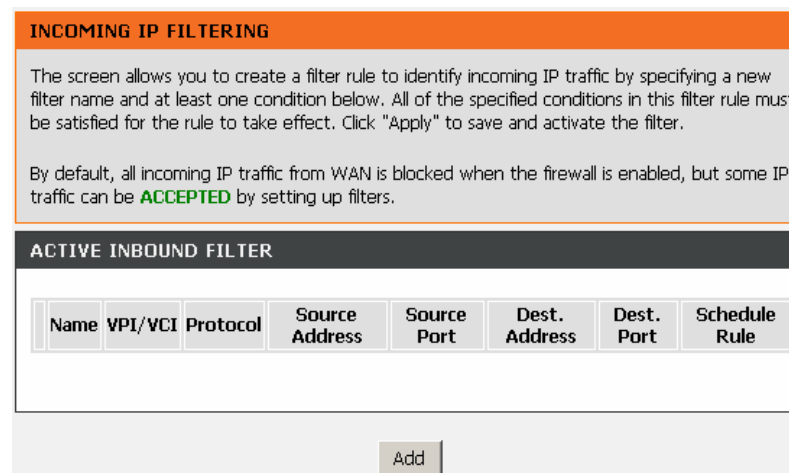 INCOMING IP FILTERING
The screen allows you to create a filter rule to identify incoming IP traffic by specifying a new
filter name and at least one condition below. All of the specified conditions in this filter rule must
be satisfied for the rule to take effect. Click "Apply" to save and activate the filter.
By default, all incoming IP traffic from WAN is blocked when the firewall is enabled, but some IP
traffic can be ACCEPTED by setting up filters.
ACTIVE INBOUND FILTER
Name VPI/VCI Protocol Source Address Source Port Dest. Address Dest. Port Schedule Rule
Add